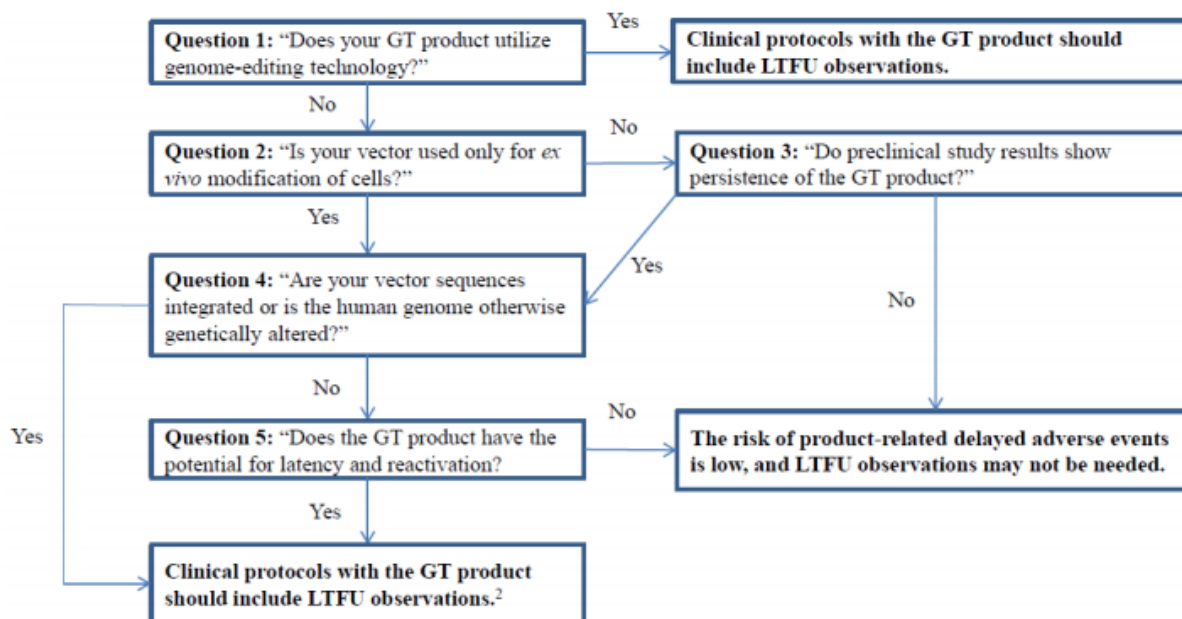 Question 1: “Does your GT product utilize
genome-editing technology?”
Yes
Clinical protocols with the GT product should
include LTFU observations.
No
Question 2: “Is your vector used only for ex
vivo modification of cells?”
No
Question 3: “Do preclinical study results show
persistence of the GT product?”
Yes
Question 4: “Are your vector sequences
integrated or is the human genome otherwise
genetically altered?”
Yes
No
No
Yes
Question 5: “Does the GT product have the
potential for latency and reactivation?
No
The risk of product-related delayed adverse events
is low, and LTFU observations may not be needed.
Yes
Clinical protocols with the GT product
should include LTFU observations.²